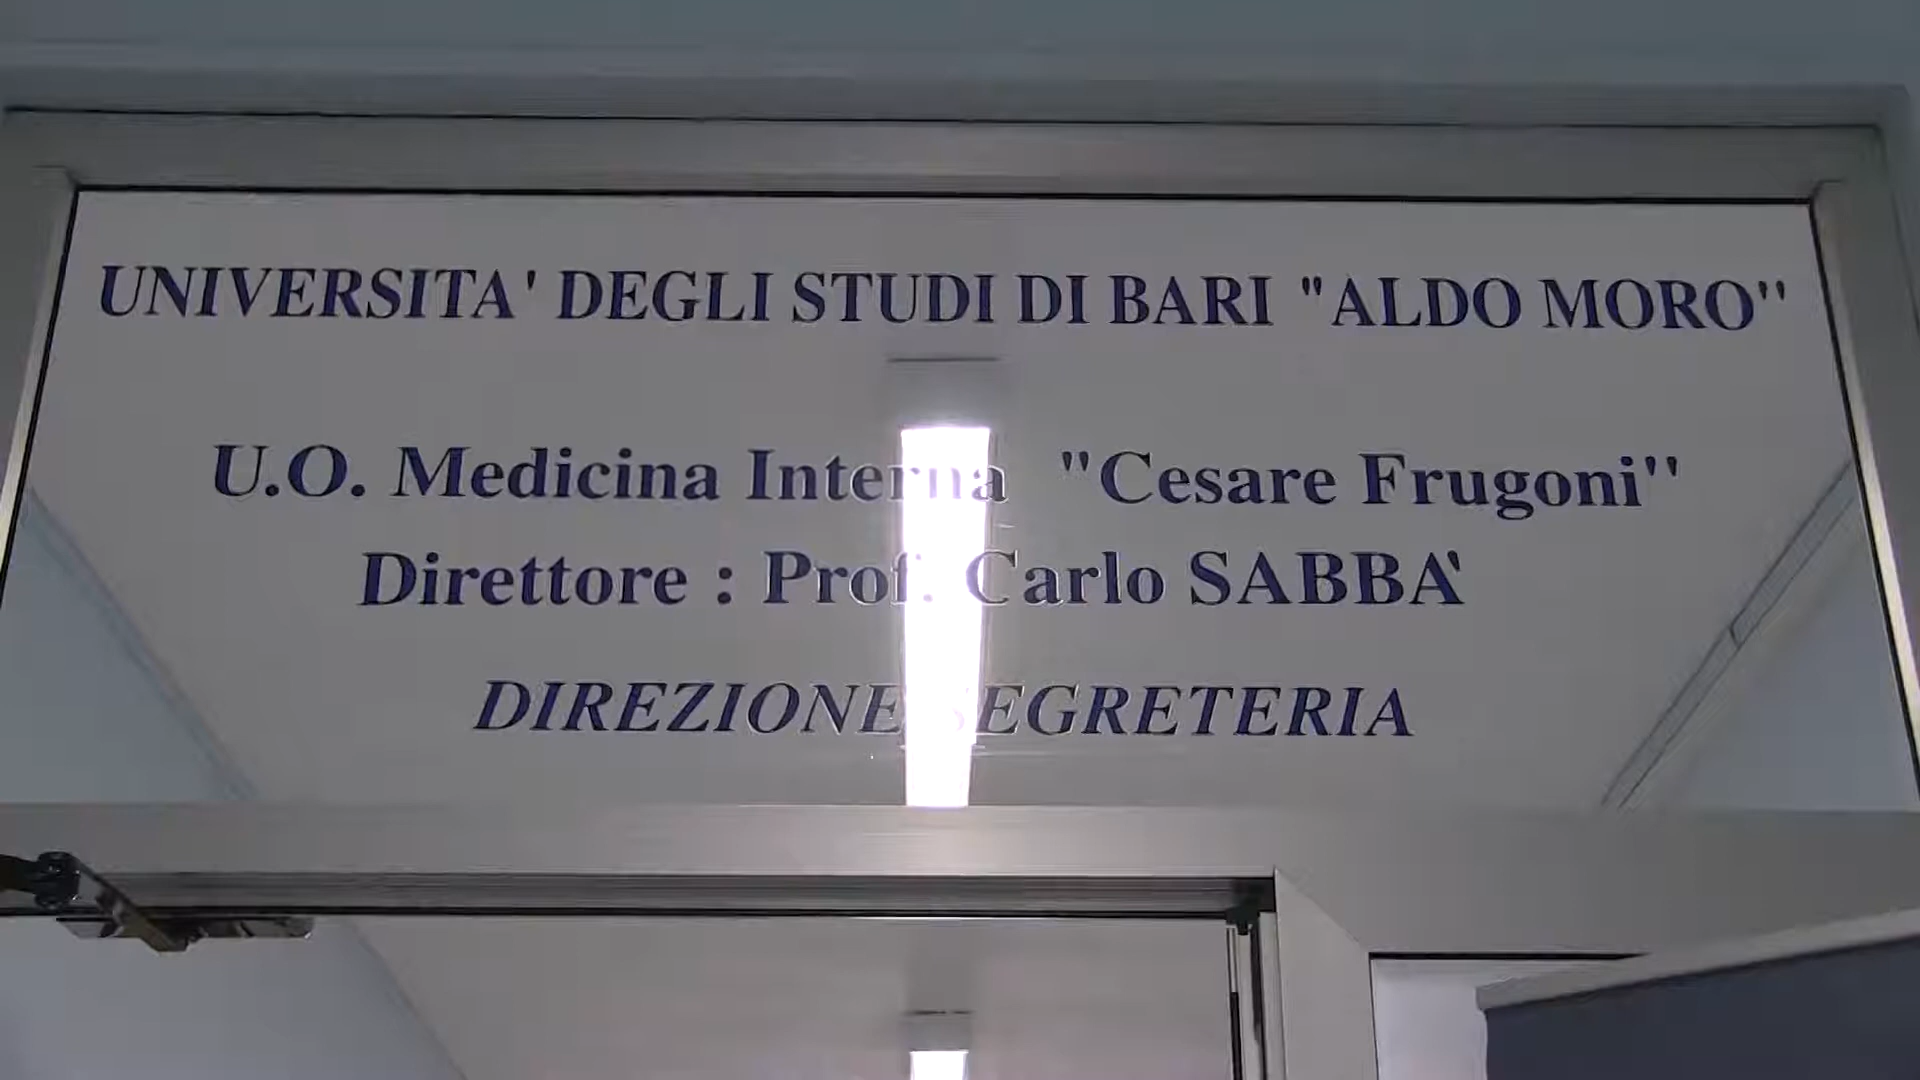 UNIVERSITA' DEGLI STUDI DI BARI "ALDO MORO"
U.O. Medicina Interna "Cesare Frugoni"
Direttore : Prof. Carlo SABBA'
DIREZIONE SEGRETERIA